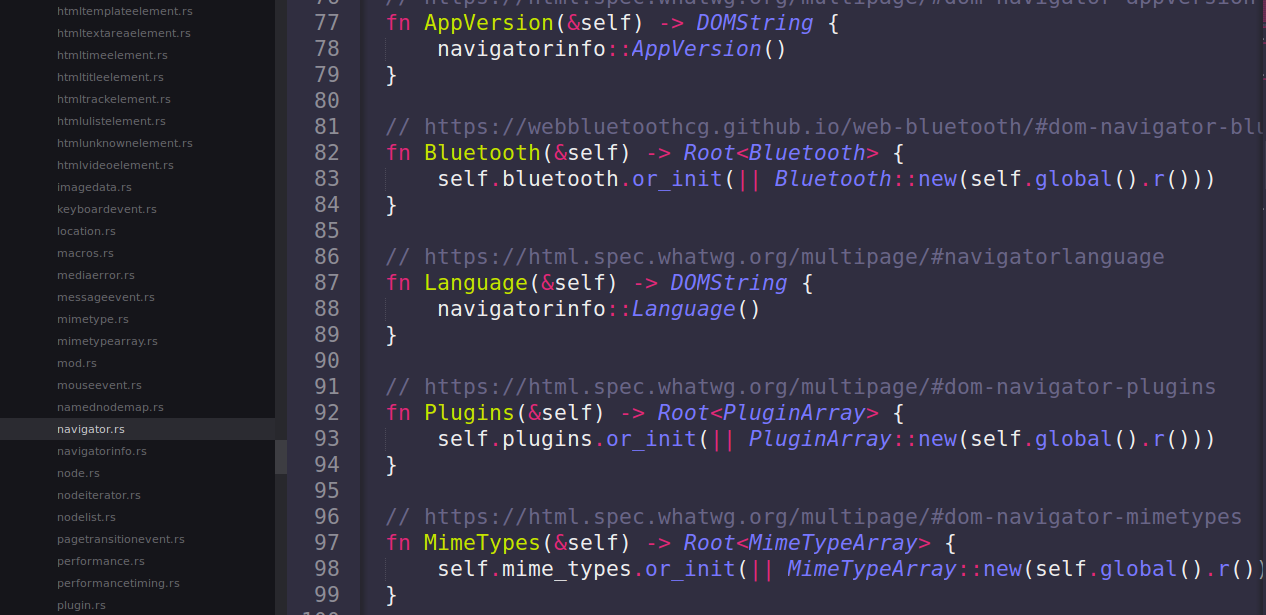 htmltemplateelement.rs
htmltextareaelement.rs
htmltimeelement.rs
htmltitleelement.rs
htmltrackelement.rs
htmlulistelement.rs
htmlunknownelement.rs
htmlvideoelement.rs
imagedata.rs
keyboardevent.rs
location.rs
macros.rs
mediaerror.rs
messageevent.rs
mimetype.rs
mimetypearray.rs
mod.rs
mouseevent.rs
namednodemap.rs
navigator.rs
navigatorinfo.rs
node.rs
nodeiterator.rs
nodelist.rs
pagetransitionevent.rs
performance.rs
performancetiming.rs
plugin.rs
76 // https://html.spec.whatwg.org/multipage/#dom-navigator-appversion
77 fn AppVersion(&self) -> DOMString {
78 navigatorinfo::AppVersion()
79 }
80
81 // https://webbluetoothcg.github.io/web-bluetooth/#dom-navigator-blu
82 fn Bluetooth(&self) -> Root<Bluetooth> {
83 self.bluetooth.or_init(|| Bluetooth::new(self.global().r()))
84 }
85
86 // https://html.spec.whatwg.org/multipage/#navigatorlanguage
87 fn Language(&self) -> DOMString {
88 navigatorinfo::Language()
89 }
90
91 // https://html.spec.whatwg.org/multipage/#dom-navigator-plugins
92 fn Plugins(&self) -> Root<PluginArray> {
93 self.plugins.or_init(|| PluginArray::new(self.global().r()))
94 }
95
96 // https://html.spec.whatwg.org/multipage/#dom-navigator-mimetypes
97 fn MimeTypes(&self) -> Root<MimeTypeArray> {
98 self.mime_types.or_init(|| MimeTypeArray::new(self.global().r())
99 }